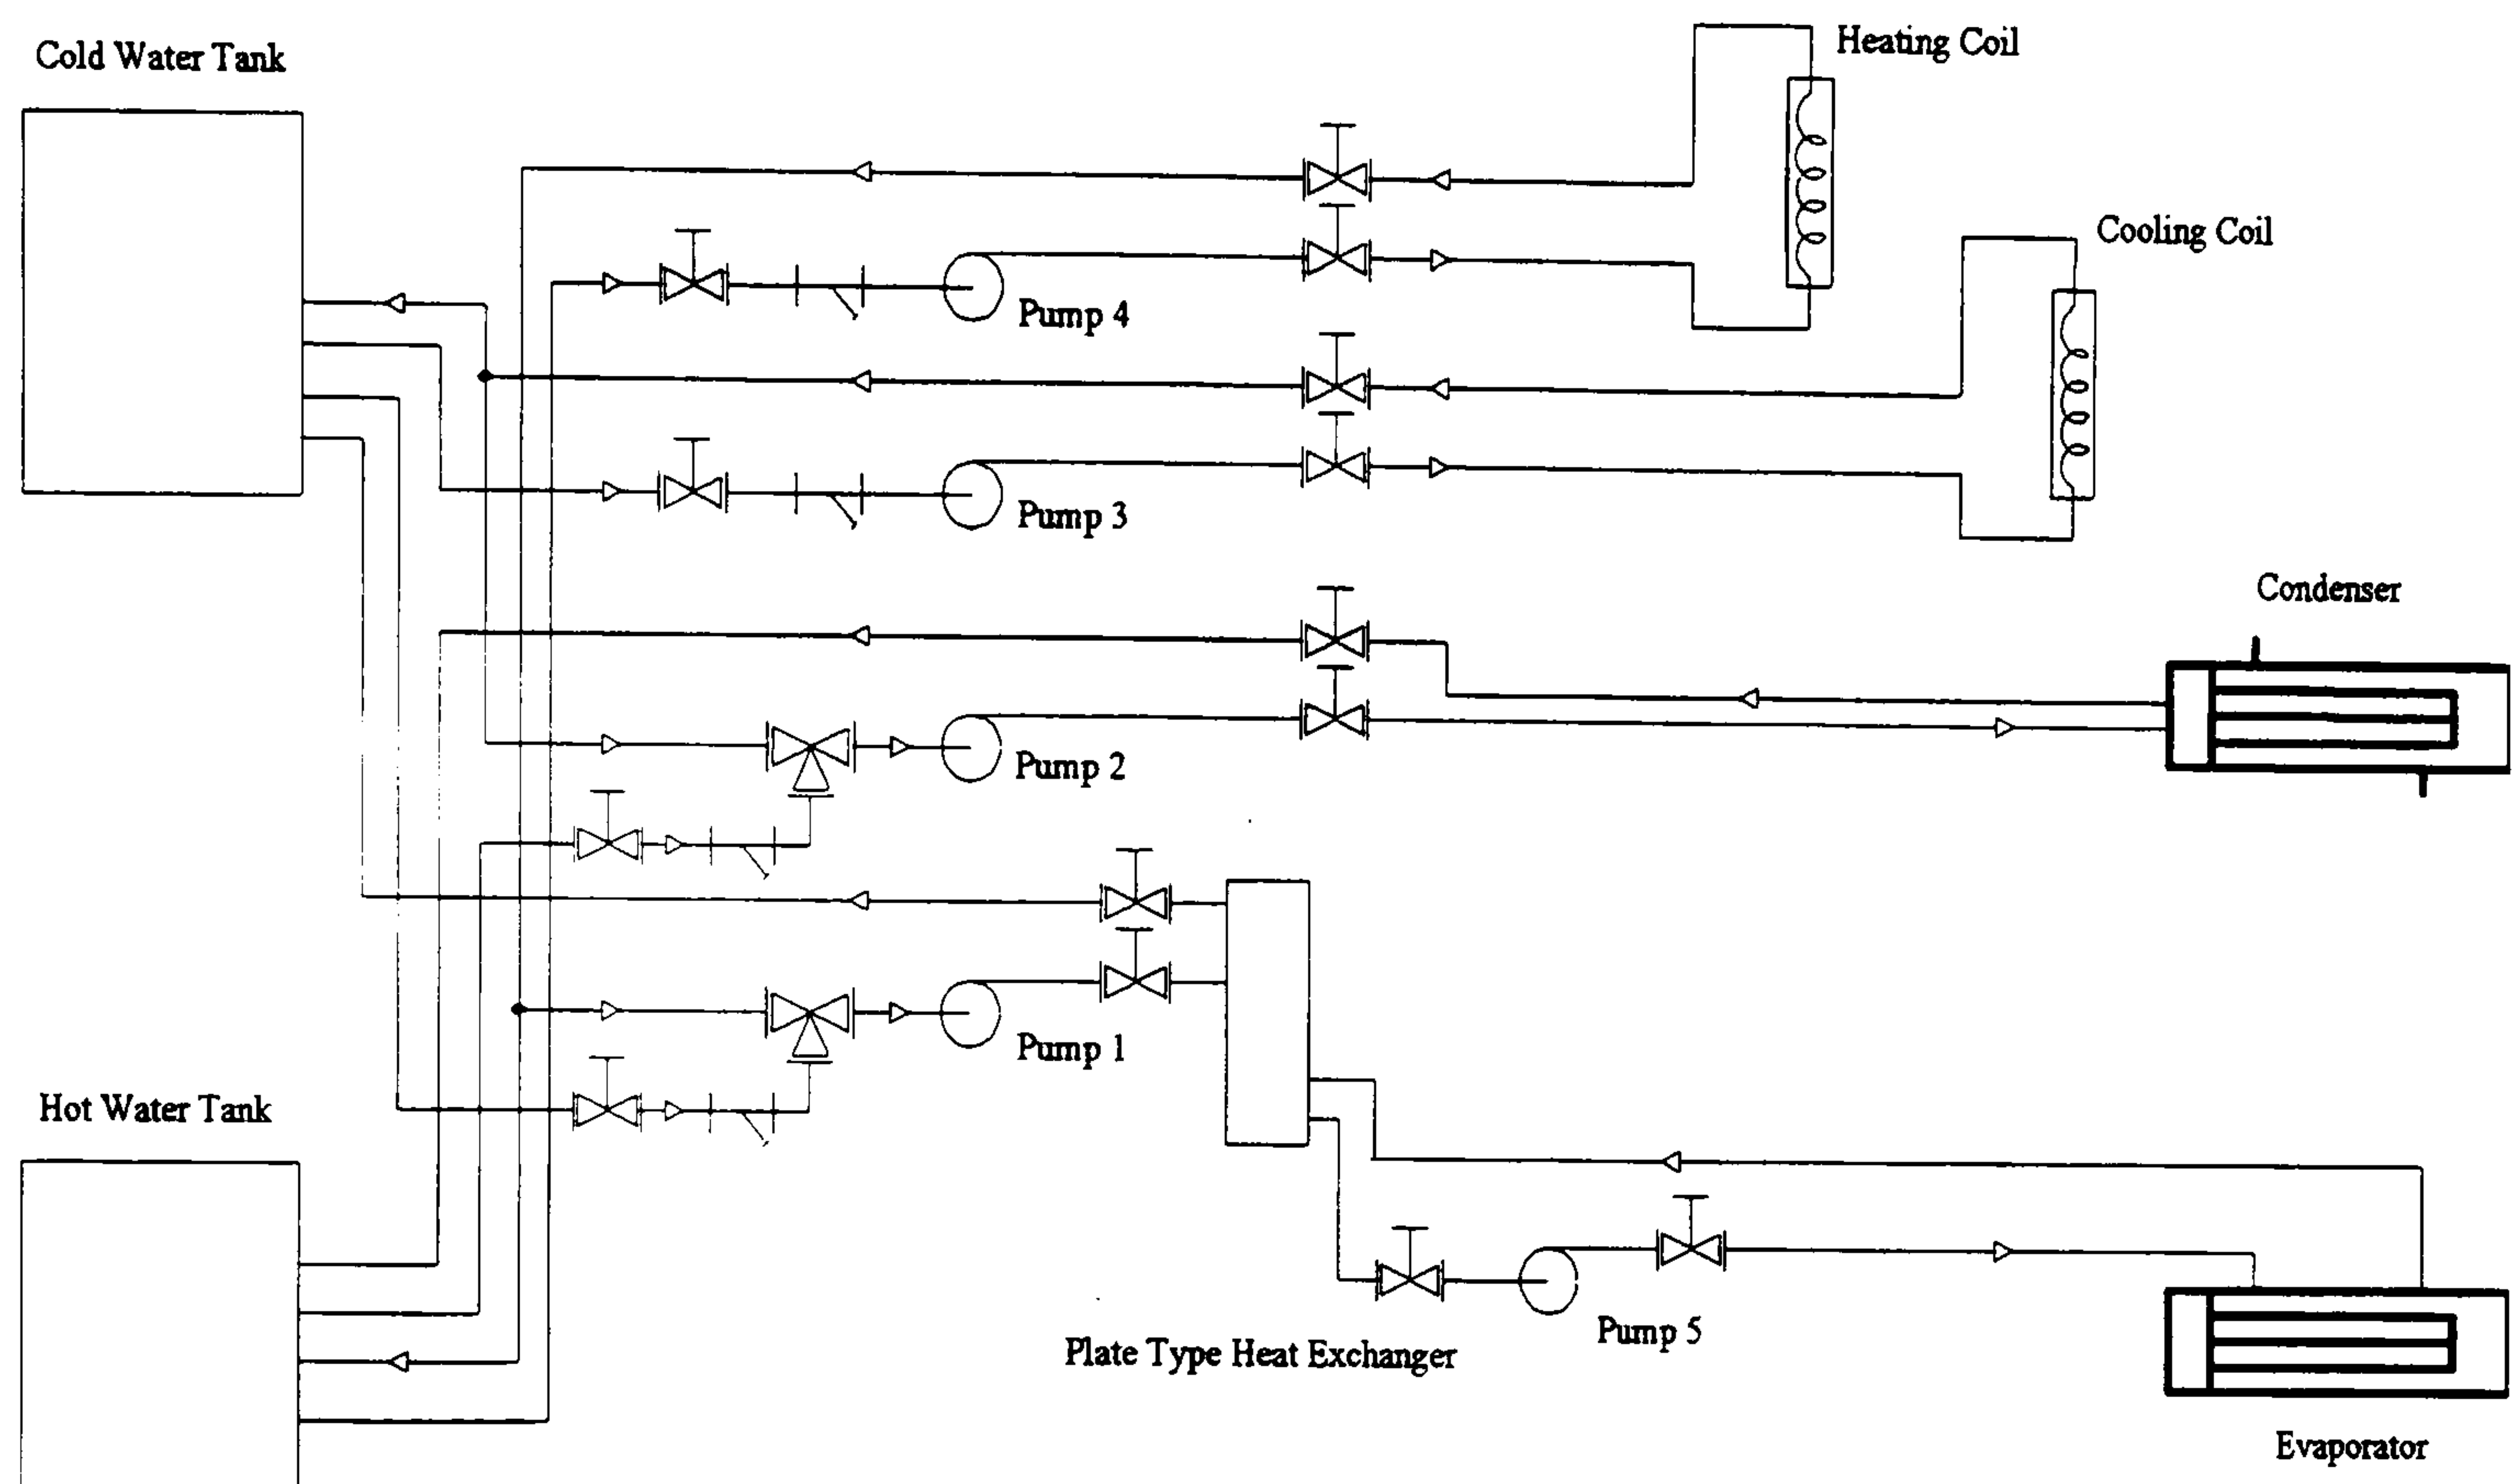 Cold Water Tank
Heating Coil
Cooling Coil
Pump 4
Pump 3
Condenser
Pump 2
Pump 1
Hot Water Tank
Pump 5
Plate Type Heat Exchanger
Evaporator